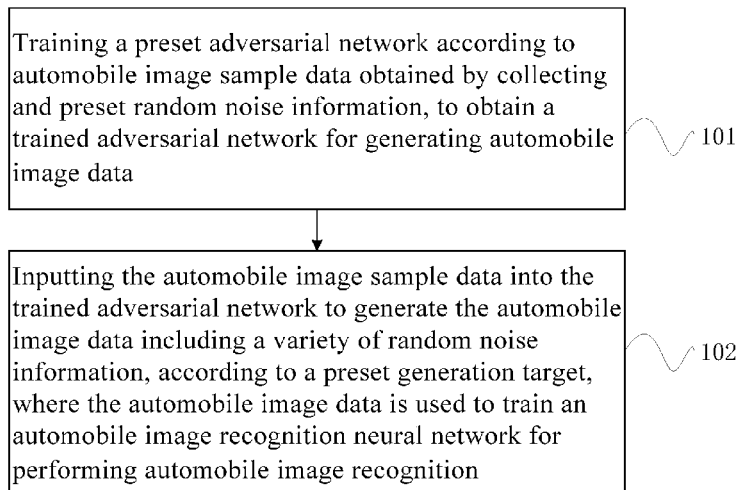 Training a preset adversarial network according to
automobile image sample data obtained by collecting
and preset random noise information, to obtain a
trained adversarial network for generating automobile
image data
101
Inputting the automobile image sample data into the
trained adversarial network to generate the automobile
image data including a variety of random noise
information, according to a preset generation target,
where the automobile image data is used to train an
automobile image recognition neural network for
performing automobile image recognition
102